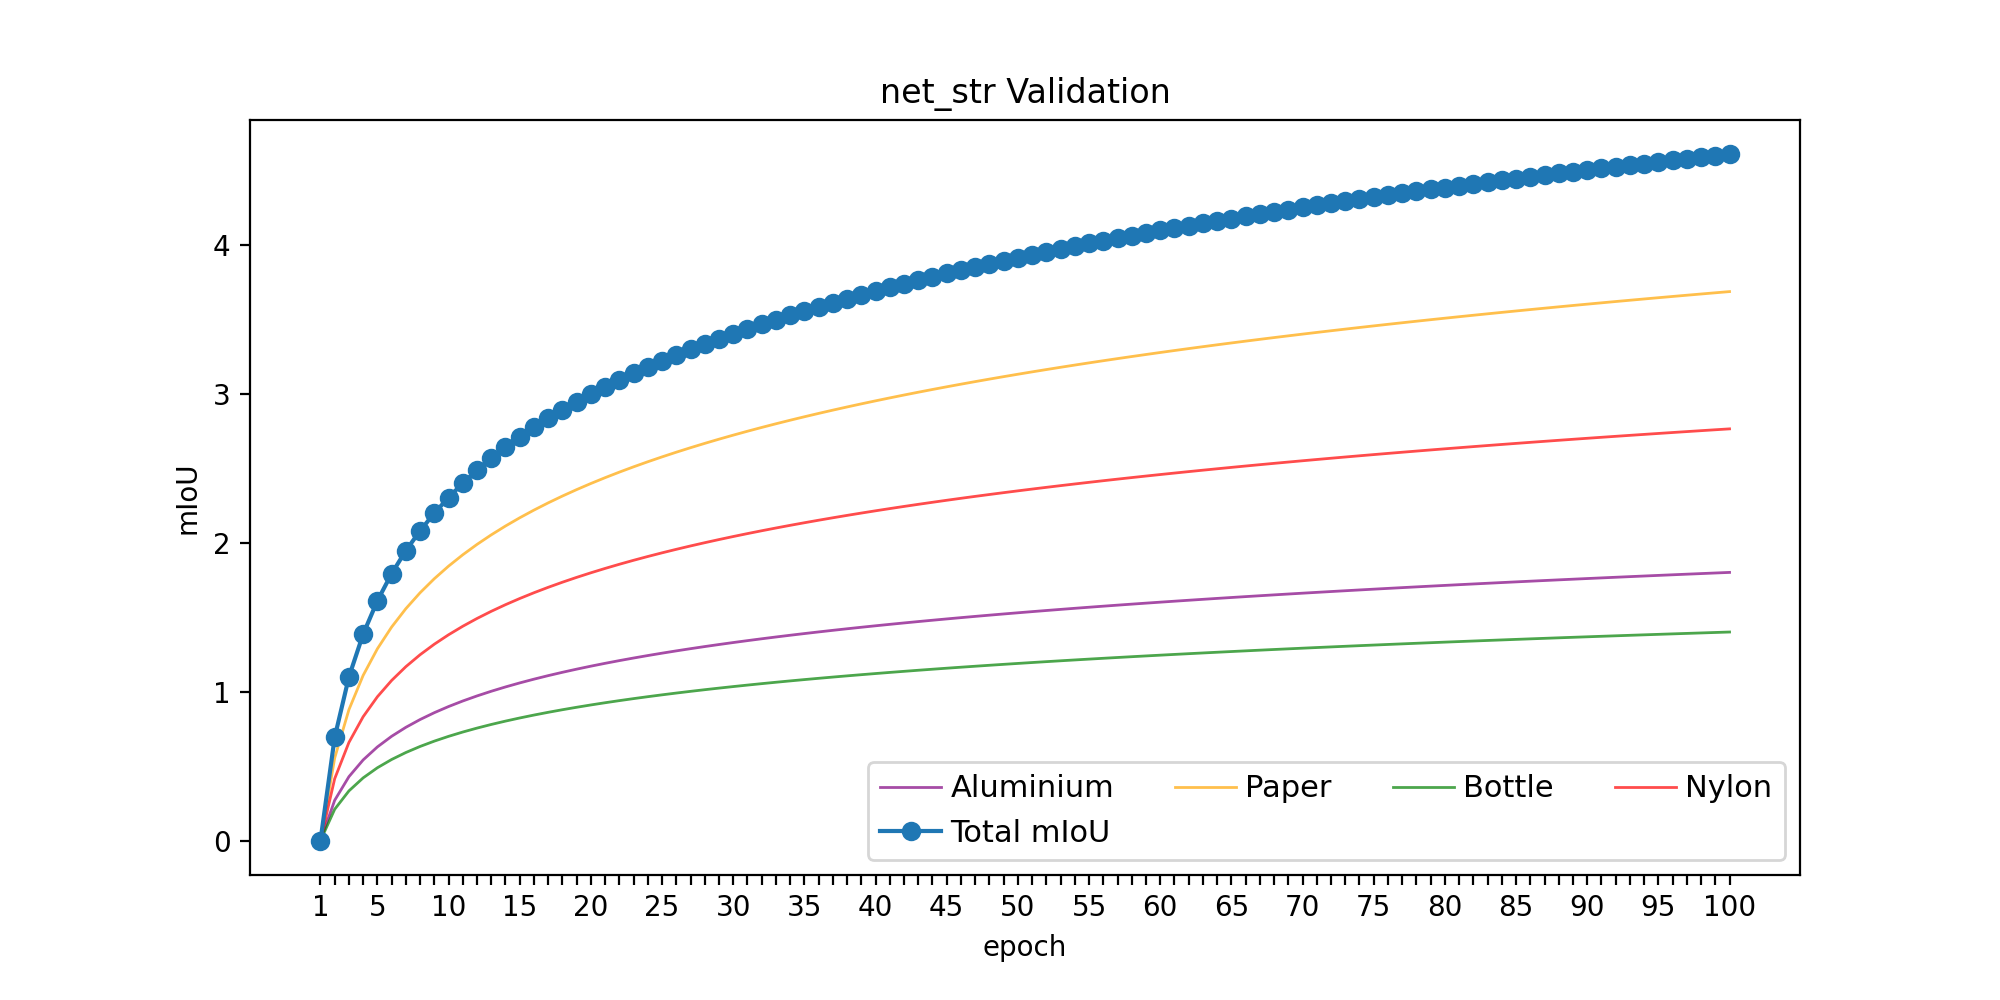 net_str Validation
mIoU
4
3
2
1
0
Aluminium Paper Bottle Nylon
Total mIoU
1 5 10 15 20 25 30 35 40 45 50 55 60 65 70 75 80 85 90 95 100
epoch